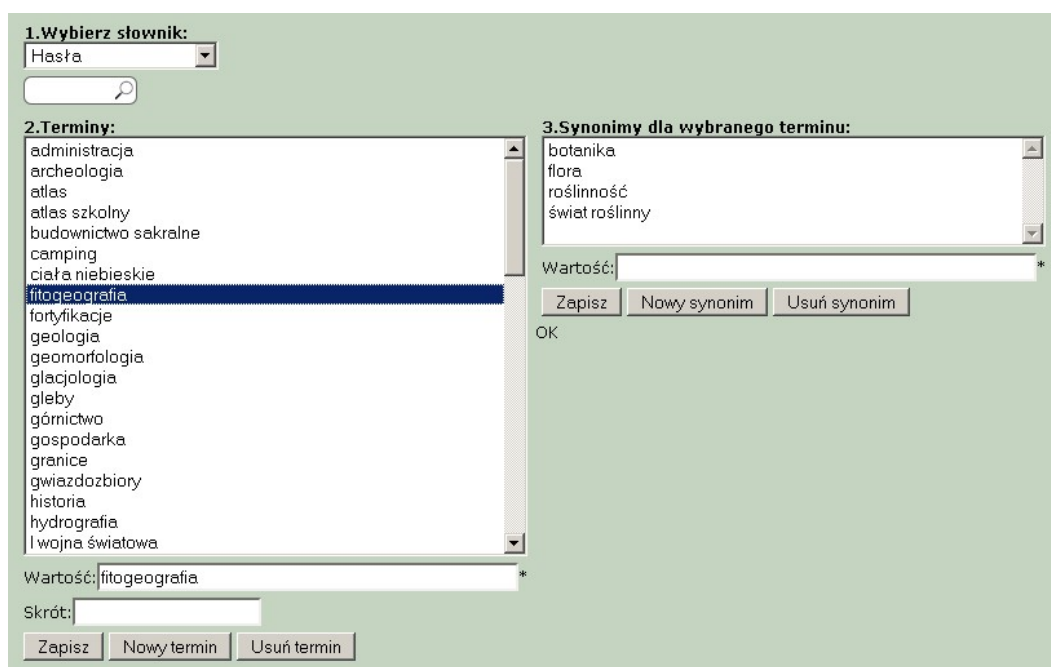 1.Wybierz słownik:
Hasła
2.Terminy:
administracja
archeologia
atlas
atlas szkolny
budownictwo sakralne
camping
ciała niebieskie
fitogeografia
fortyfikacje
geologia
geomorfologia
glacjologia
gleby
górnictwo
gospodarka
granice
gwiazdozbiory
historia
hydrografia
I wojna światowa
Wartość: fitogeografia *
Skrót:
Zapisz Nowy termin Usuń termin
3.Synonimy dla wybranego terminu:
botanika
flora
roślinność
świat roślinny
Wartość: *
Zapisz Nowy synonim Usuń synonim
OK